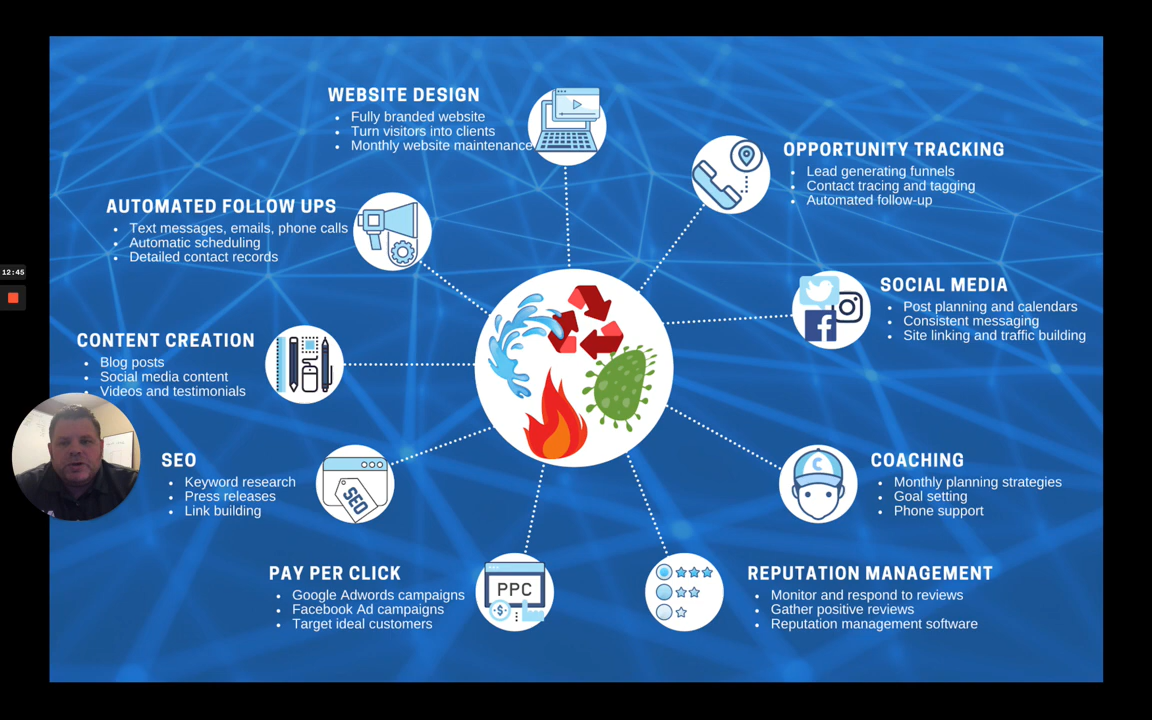 WEBSITE DESIGN
• Fully branded website
• Turn visitors into clients
• Monthly website maintenance
OPPORTUNITY TRACKING
• Lead generating funnels
• Contact tracing and tagging
• Automated follow-up
AUTOMATED FOLLOW UPS
• Text messages, emails, phone calls
• Automatic scheduling
• Detailed contact records
12:45
SOCIAL MEDIA
• Post planning and calendars
• Consistent messaging
• Site linking and traffic building
CONTENT CREATION
• Blog posts
• Social media content
• Videos and testimonials
SEO
• Keyword research
• Press releases
• Link building
SEO
C
COACHING
• Monthly planning strategies
• Goal setting
• Phone support
PAY PER CLICK
• Google Adwords campaigns
• Facebook Ad campaigns
• Target ideal customers
PPC
$
REPUTATION MANAGEMENT
• Monitor and respond to reviews
• Gather positive reviews
• Reputation management software